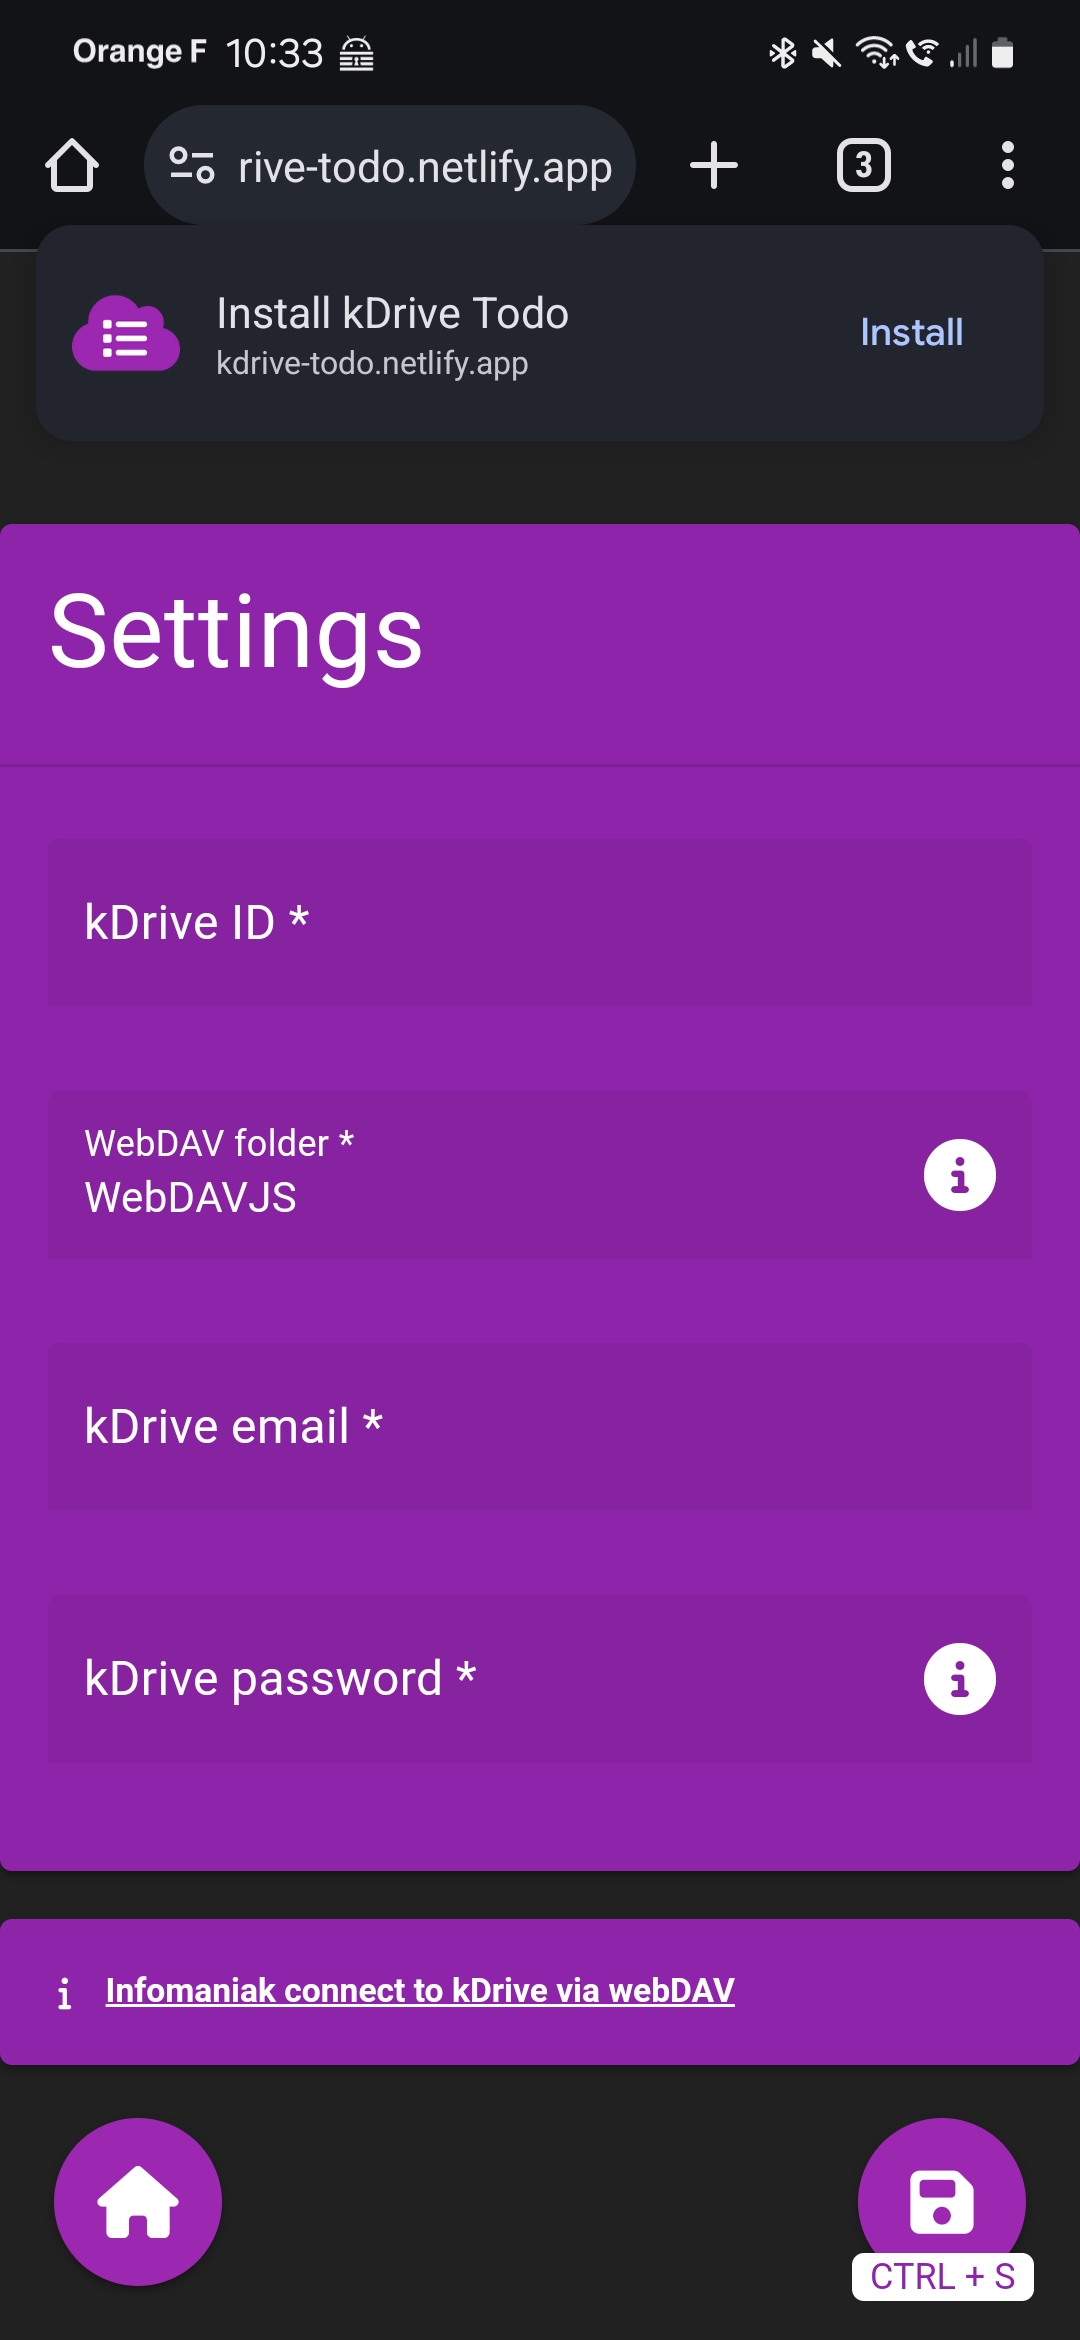 Orange F 10:33
rive-todo.netlify.app
3
Install kDrive Todo
kdrive-todo.netlify.app
Install
Settings
kDrive ID *
WebDAV folder *
WebDAVJS
kDrive email *
kDrive password *
Infomaniak connect to kDrive via webDAV
CTRL + S